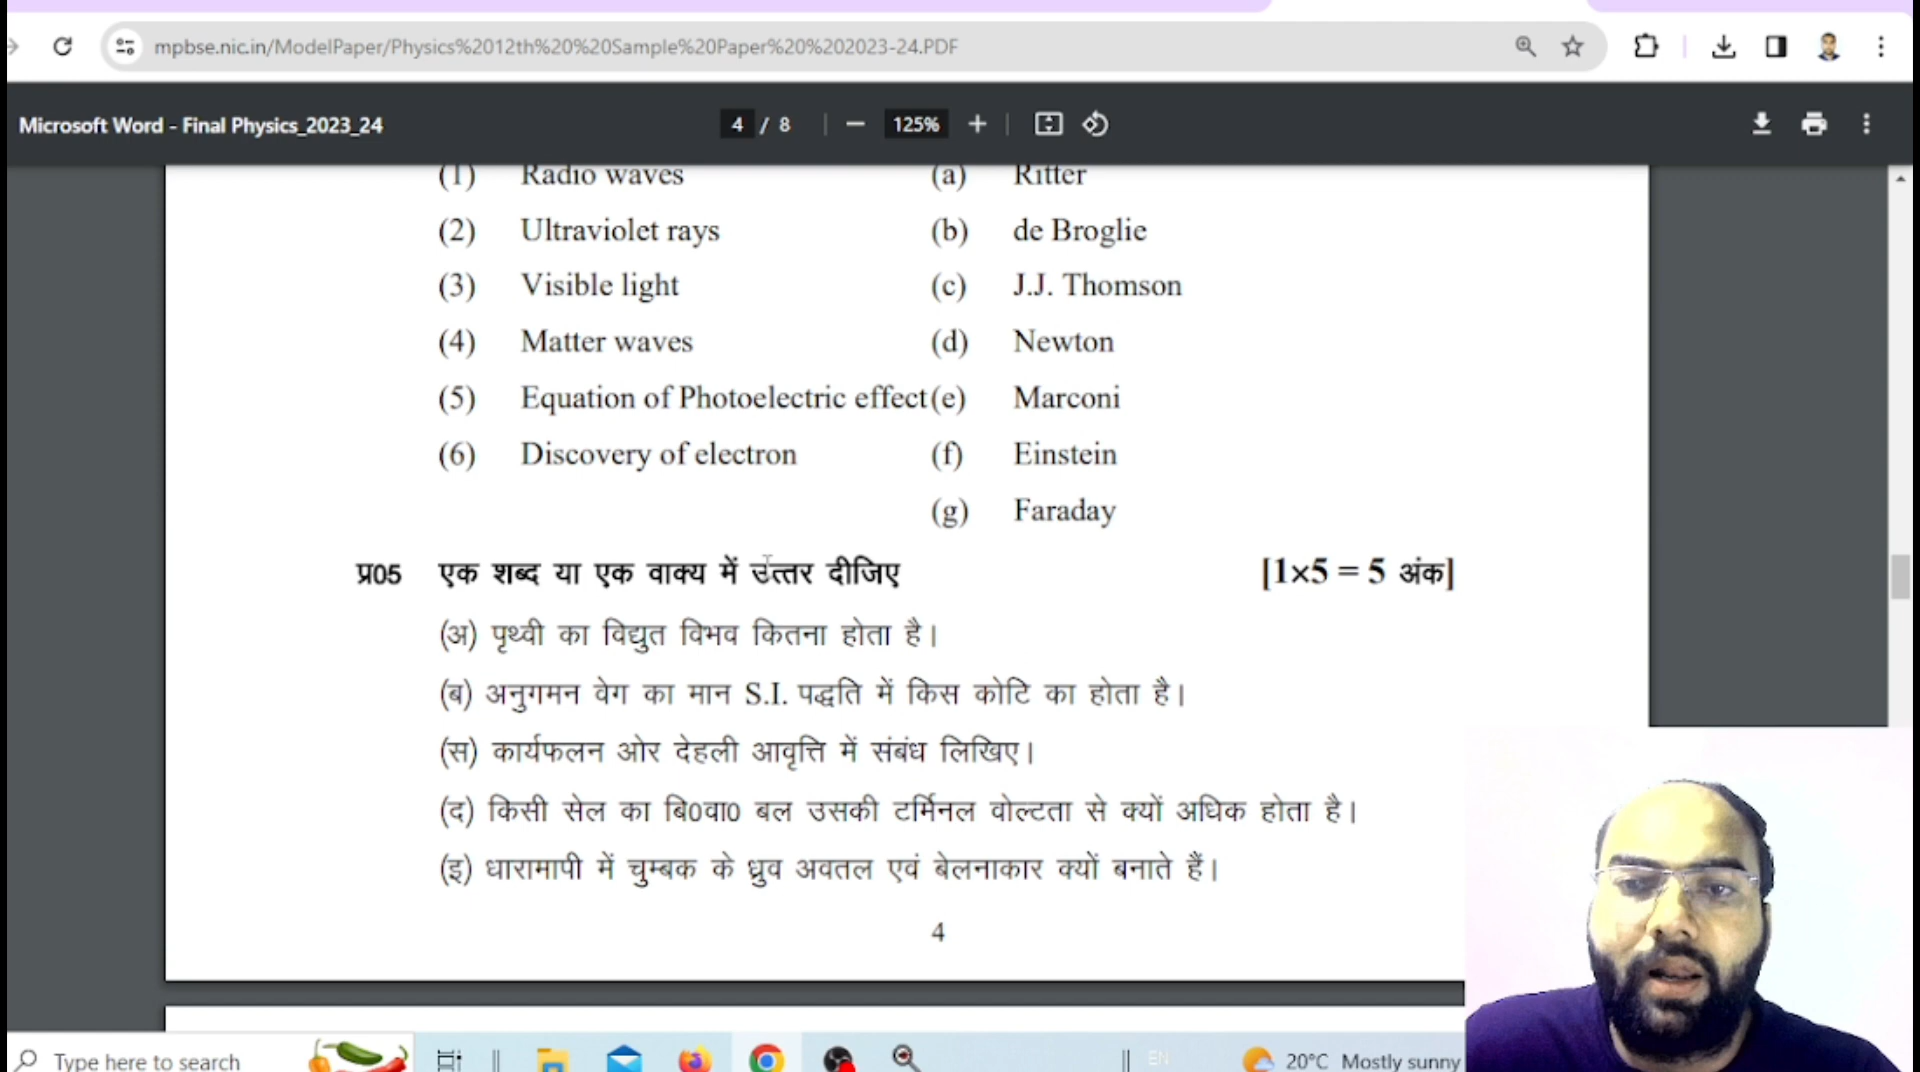 mpbse.nic.in/ModelPaper/Physics%2012th%20%20Sample%20Paper%20%202023-24.PDF
Microsoft Word - Final Physics_2023_24 4 / 8 125%
(1) Radio waves (a) Ritter
(2) Ultraviolet rays (b) de Broglie
(3) Visible light (c) J.J. Thomson
(4) Matter waves (d) Newton
(5) Equation of Photoelectric effect (e) Marconi
(6) Discovery of electron (f) Einstein
(g) Faraday
प्र05 एक शब्द या एक वाक्य में उत्तर दीजिए [1×5 = 5 अंक]
(अ) पृथ्वी का विद्युत विभव कितना होता है।
(ब) अनुगमन वेग का मान S.I. पद्धति में किस कोटि का होता है।
(स) कार्यफलन ओर देहली आवृत्ति में संबंध लिखिए।
(द) किसी सेल का बि0वा0 बल उसकी टर्मिनल वोल्टता से क्यों अधिक होता है।
(इ) धारामापी में चुम्बक के ध्रुव अवतल एवं बेलनाकार क्यों बनाते हैं।
4
Type here to search EN 20°C Mostly sunny